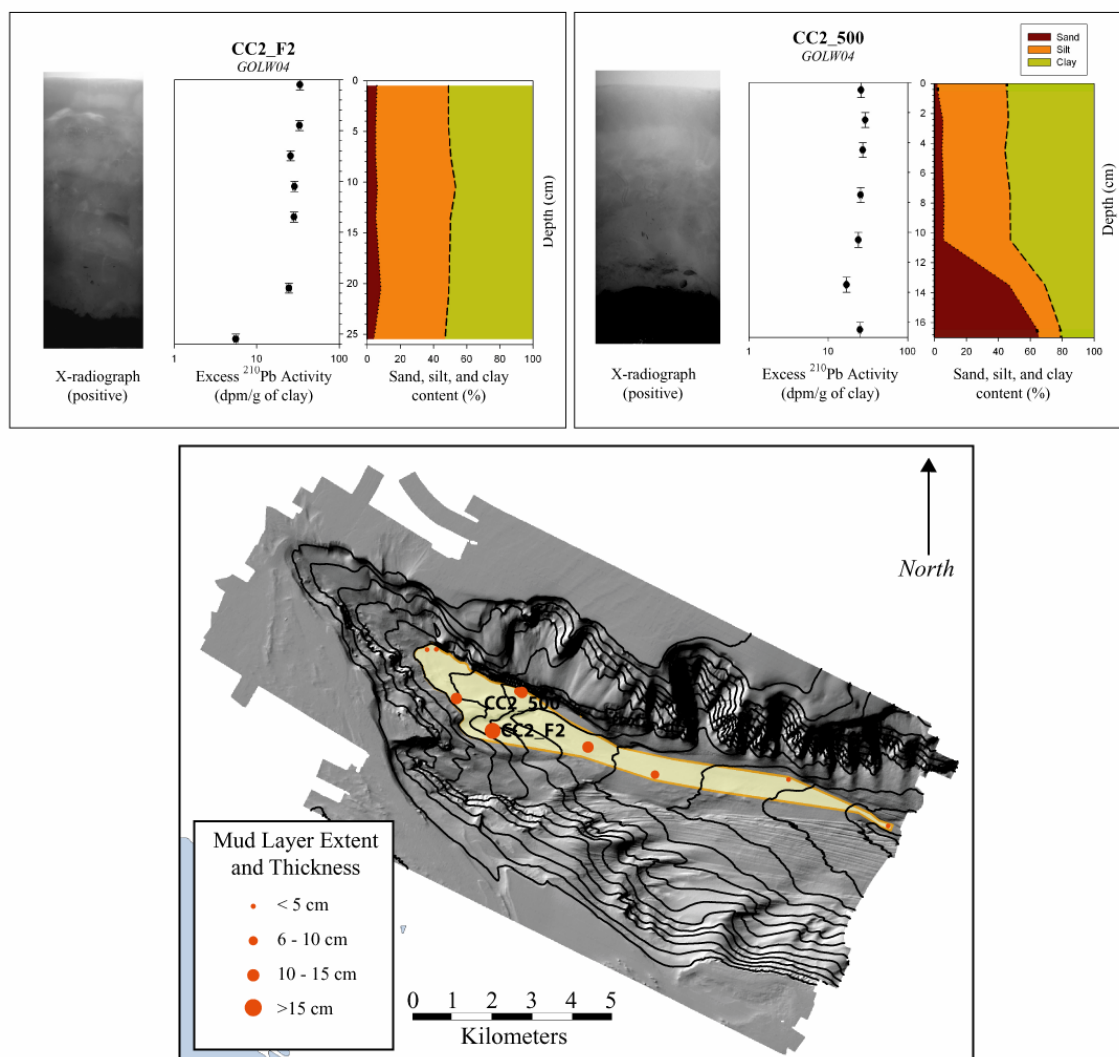 CC2_F2
GOLW04
0
5
10
15
20
25
Depth (cm)
1
10
100
0
20
40
60
80
100
X-radiograph
(positive)
Excess ²¹⁰Pb Activity
(dpm/g of clay)
Sand, silt, and clay
content (%)
CC2_500
GOLW04
Sand
Silt
Clay
0
2
4
6
8
10
12
14
16
Depth (cm)
1
10
100
0
20
40
60
80
100
X-radiograph
(positive)
Excess ²¹⁰Pb Activity
(dpm/g of clay)
Sand, silt, and clay
content (%)
North
CC2_500
CC2_F2
Mud Layer Extent
and Thickness
< 5 cm
6 - 10 cm
10 - 15 cm
>15 cm
0 1 2 3 4 5
Kilometers